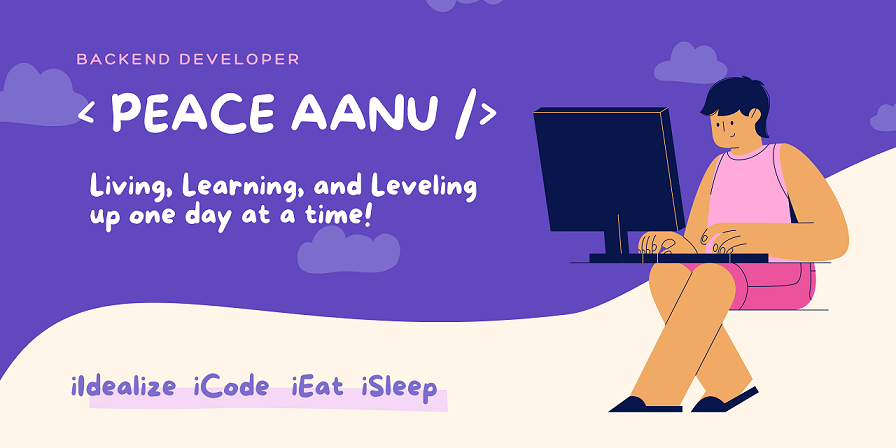 BACKEND DEVELOPER
< PEACE AANU />
Living, Learning, and Leveling
up one day at a time!
iIdealize iCode iEat iSleep